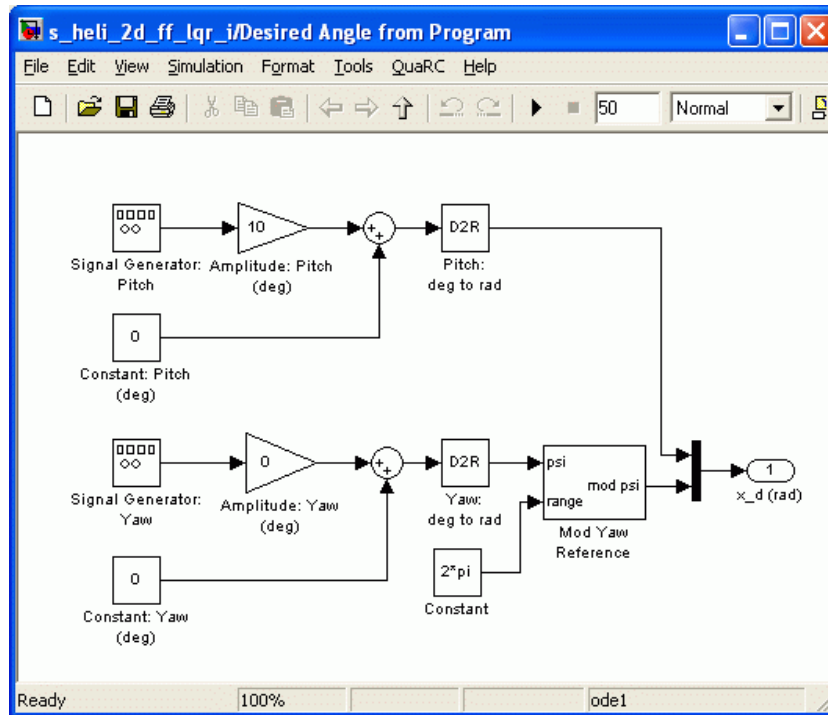 s_heli_2d_ff_lqr_i/Desired Angle from Program
File Edit View Simulation Format Tools QuaRC Help
50 Normal
10
D2R
Signal Generator:
Pitch
Amplitude: Pitch
(deg)
Pitch:
deg to rad
0
Constant: Pitch
(deg)
0
D2R
psi
range
mod psi
1
x_d (rad)
Signal Generator:
Yaw
Amplitude: Yaw
(deg)
Yaw:
deg to rad
Mod Yaw
Reference
0
2*pi
Constant
Constant: Yaw
(deg)
Ready 100% ode1